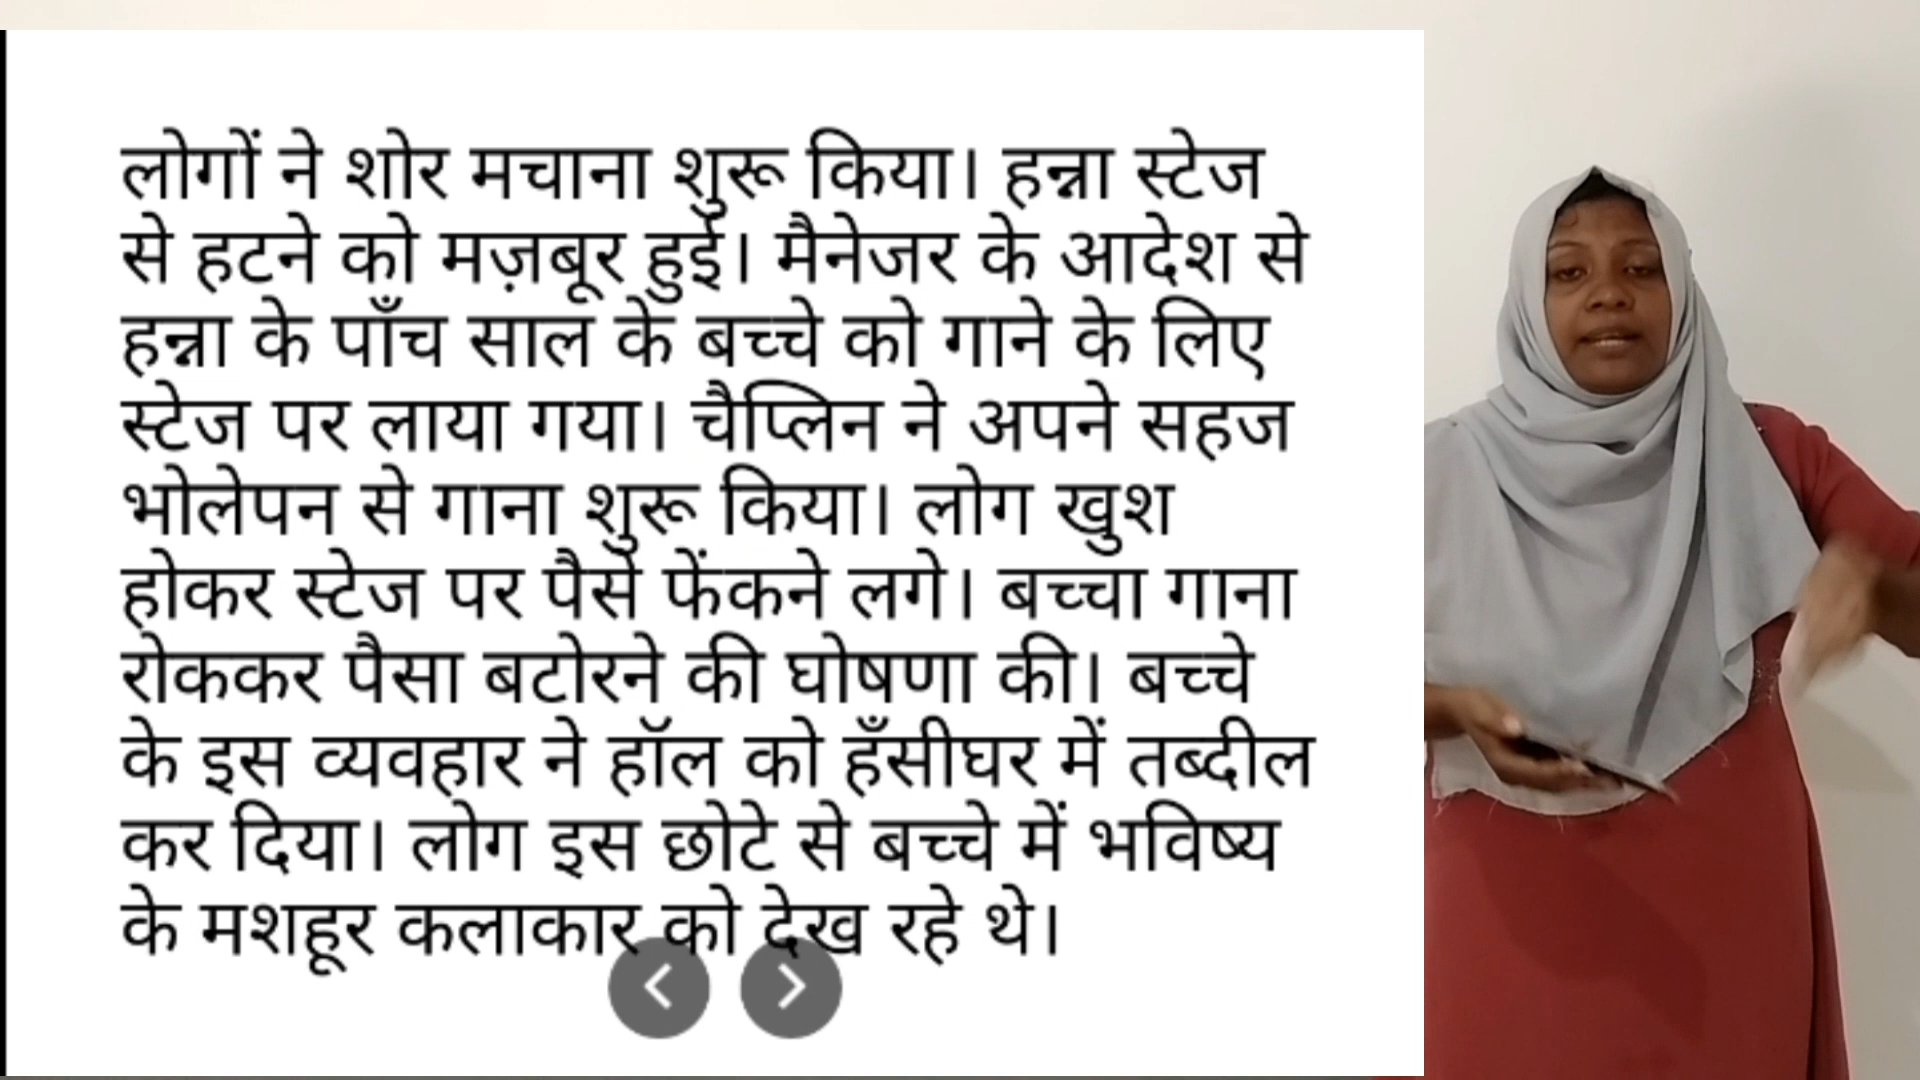 लोगों ने शोर मचाना शुरू किया। हन्ना स्टेज
से हटने को मज़बूर हुई। मैनेजर के आदेश से
हन्ना के पाँच साल के बच्चे को गाने के लिए
स्टेज पर लाया गया। चैप्लिन ने अपने सहज
भोलेपन से गाना शुरू किया। लोग खुश
होकर स्टेज पर पैसे फेंकने लगे। बच्चा गाना
रोककर पैसा बटोरने की घोषणा की। बच्चे
के इस व्यवहार ने हॉल को हँसीघर में तब्दील
कर दिया। लोग इस छोटे से बच्चे में भविष्य
के मशहूर कलाकार को देख रहे थे।